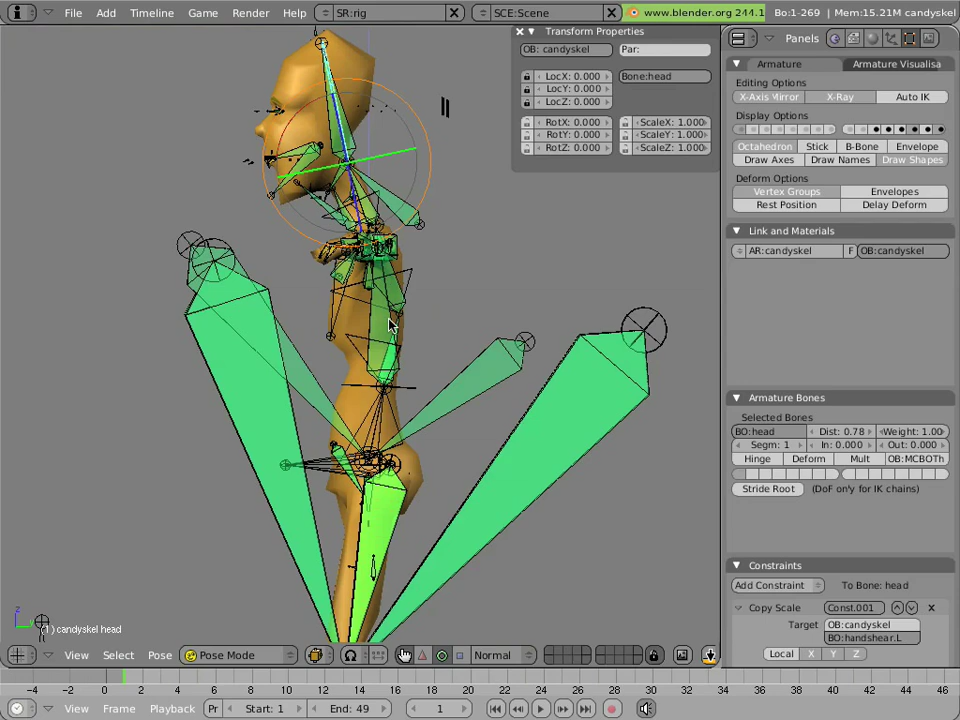 File Add Timeline Game Render Help SR:rig SCE:Scene www.blender.org 244.1 Bo:1-269 | Mem:15.21M candyskel
Transform Properties
OB: candyskel Par:
LocX: 0.000 Bone:head
LocY: 0.000
LocZ: 0.000
RotX: 0.000 ScaleX: 1.000
RotY: 0.000 ScaleY: 1.000
RotZ: 0.000 ScaleZ: 1.000
Panels
Armature Armature Visualisa
Editing Options
X-Axis Mirror X-Ray Auto IK
Display Options
Octahedron Stick B-Bone Envelope
Draw Axes Draw Names Draw Shapes
Deform Options
Vertex Groups Envelopes
Rest Position Delay Deform
Link and Materials
AR:candyskel F OB:candyskel
Armature Bones
Selected Bones
BO:head Dist: 0.78 Weight: 1.00
Segm: 1 In: 0.000 Out: 0.000
Hinge Deform Mult OB:MCBOTh
Stride Root (DoF only for IK chains)
Constraints
Add Constraint To Bone: head
Copy Scale Const.001
Target OB:candyskel
BO:handshear.L
Local X Y Z
z
(1) candyskel head
View Select Pose Pose Mode Normal
-4 -2 0 2 4 6 8 10 12 14 16 18 20 22 24 26 28 30 32 34 36 38 40 42 44 46
View Frame Playback Pr Start: 1 End: 49 1